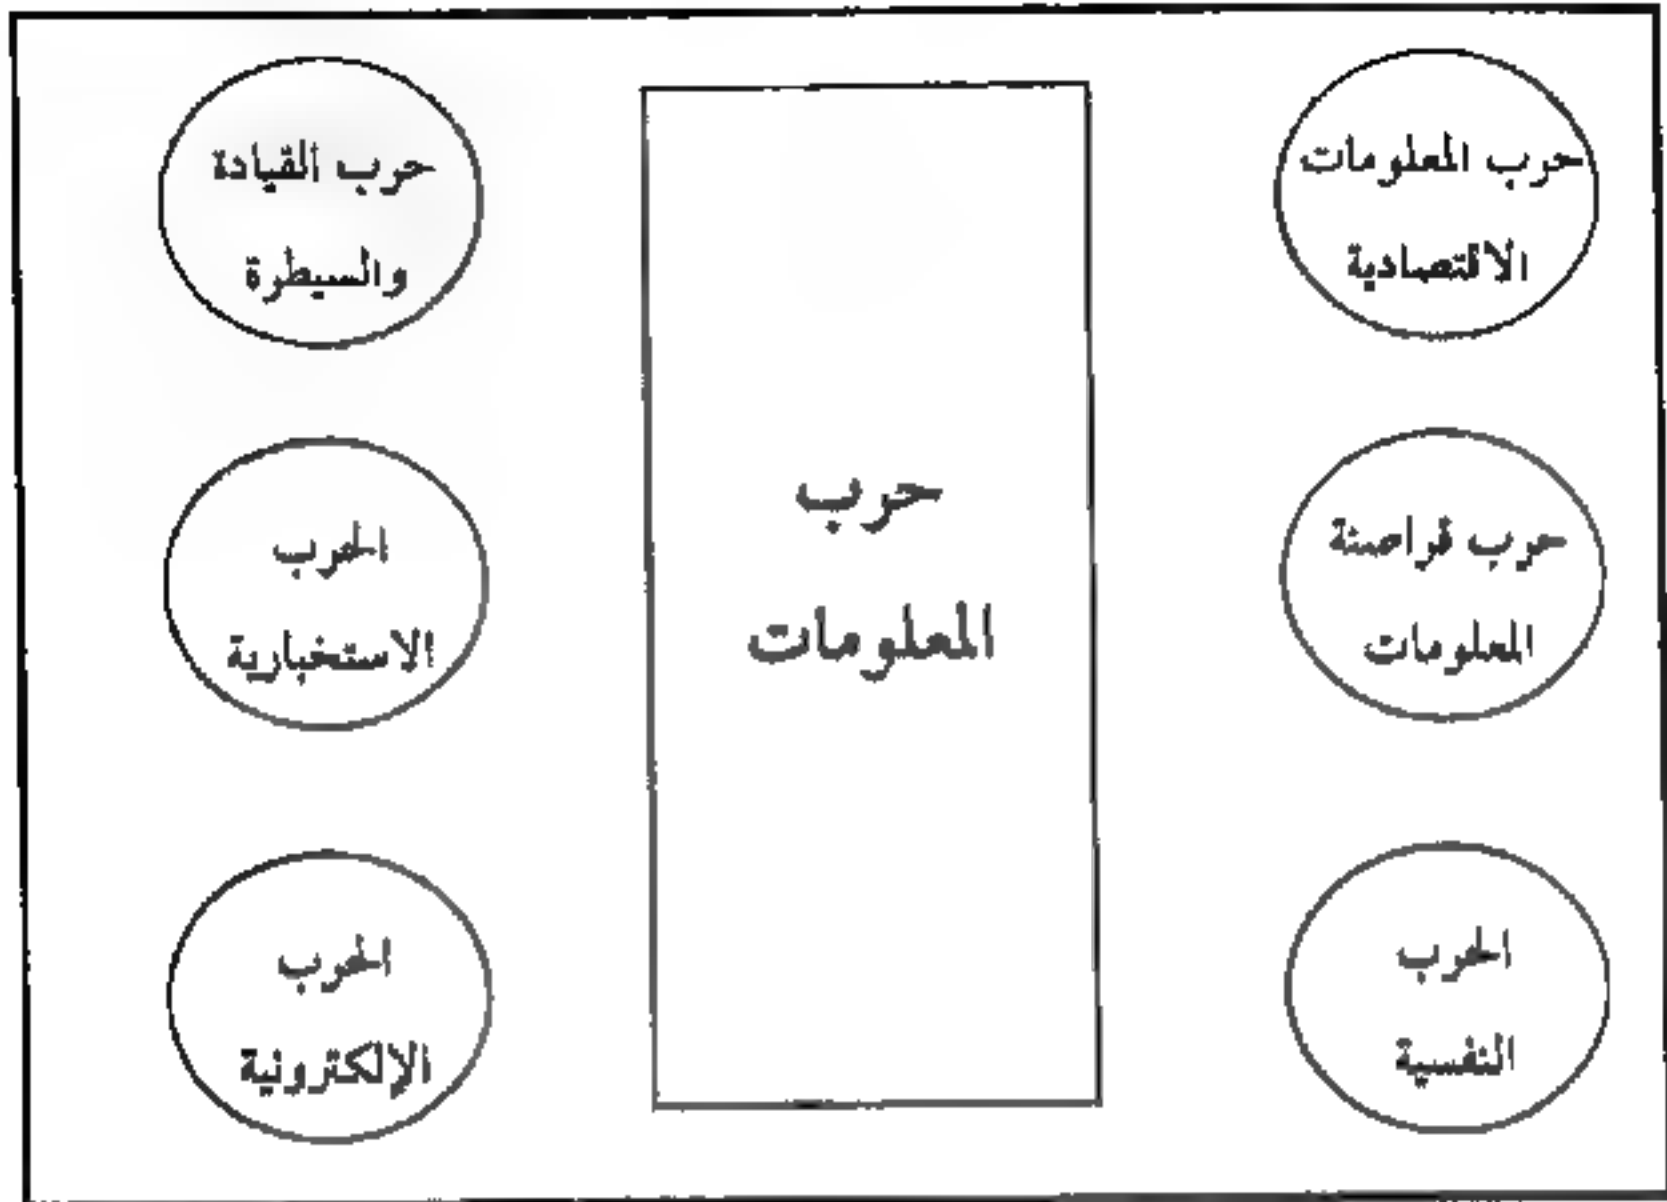 حرب المعلومات
الاقتصادية
حرب قراصنة
المعلومات
الحرب
النفسية
حرب
المعلومات
حرب القيادة
والسيطرة
الحرب
الاستخبارية
الحرب
الإلكترونية